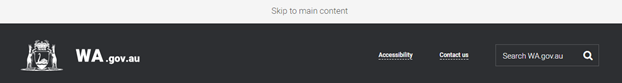 Skip to main content
WA.gov.au
Accessibility
Contact us
Search WA.gov.au